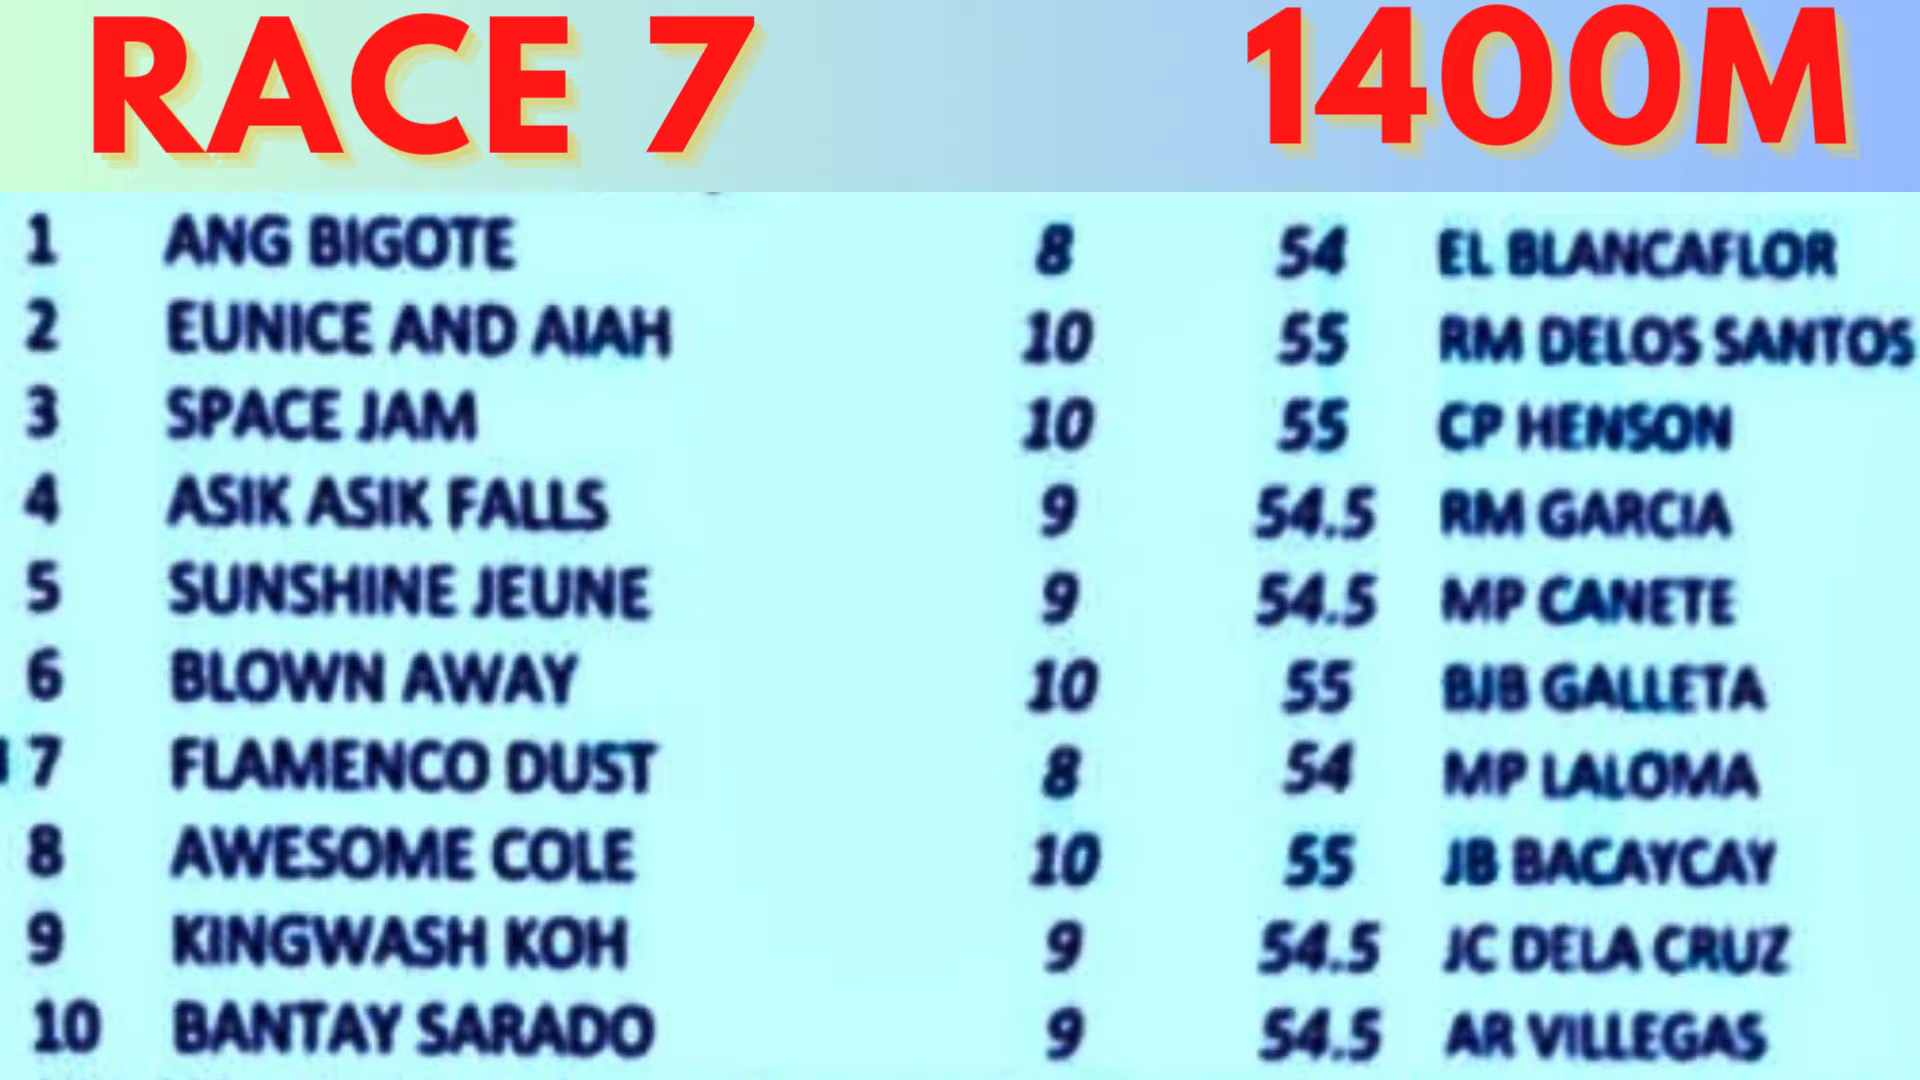 RACE 7 1400M
1 ANG BIGOTE 8 54 EL BLANCAFLOR
2 EUNICE AND AIAH 10 55 RM DELOS SANTOS
3 SPACE JAM 10 55 CP HENSON
4 ASIK ASIK FALLS 9 54.5 RM GARCIA
5 SUNSHINE JEUNE 9 54.5 MP CANETE
6 BLOWN AWAY 10 55 BJB GALLETA
7 FLAMENCO DUST 8 54 MP LALOMA
8 AWESOME COLE 10 55 JB BACAYCAY
9 KINGWASH KOH 9 54.5 JC DELA CRUZ
10 BANTAY SARADO 9 54.5 AR VILLEGAS